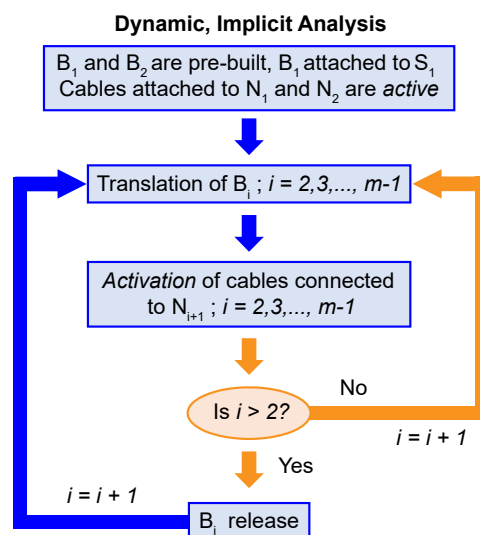 Dynamic, Implicit Analysis
B₁ and B₂ are pre-built, B₁ attached to S₁
Cables attached to N₁ and N₂ are active
Translation of Bᵢ ; i = 2,3,..., m-1
Activation of cables connected
to Nᵢ₊₁ ; i = 2,3,..., m-1
Is i > 2?
No
i = i + 1
Yes
i = i + 1
Bᵢ release